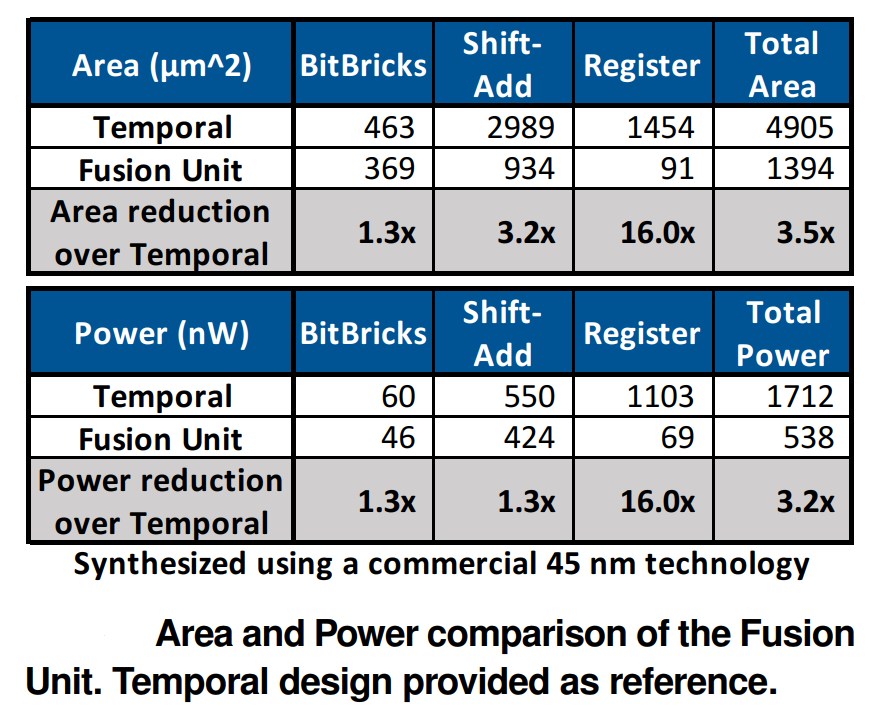 Area (µm^2) BitBricks Shift-Add Register Total Area
Temporal 463 2989 1454 4905
Fusion Unit 369 934 91 1394
Area reduction over Temporal 1.3x 3.2x 16.0x 3.5x
Power (nW) BitBricks Shift-Add Register Total Power
Temporal 60 550 1103 1712
Fusion Unit 46 424 69 538
Power reduction over Temporal 1.3x 1.3x 16.0x 3.2x
Synthesized using a commercial 45 nm technology
Area and Power comparison of the Fusion
Unit. Temporal design provided as reference.